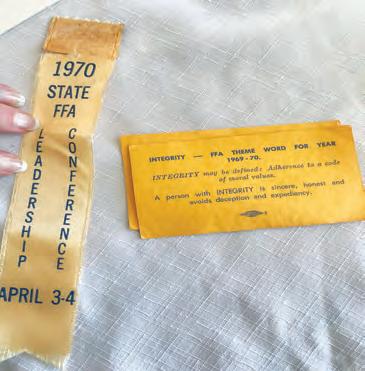 1970
STATE
FFA
LEADERSHIP
CONFERENCE
APRIL 3-4
INTEGRITY — FFA THEME WORD FOR YEAR
1969-70.
INTEGRITY may be defined: Adherence to a code
of moral values.
A person with INTEGRITY is sincere, honest and
avoids deception and expediency.